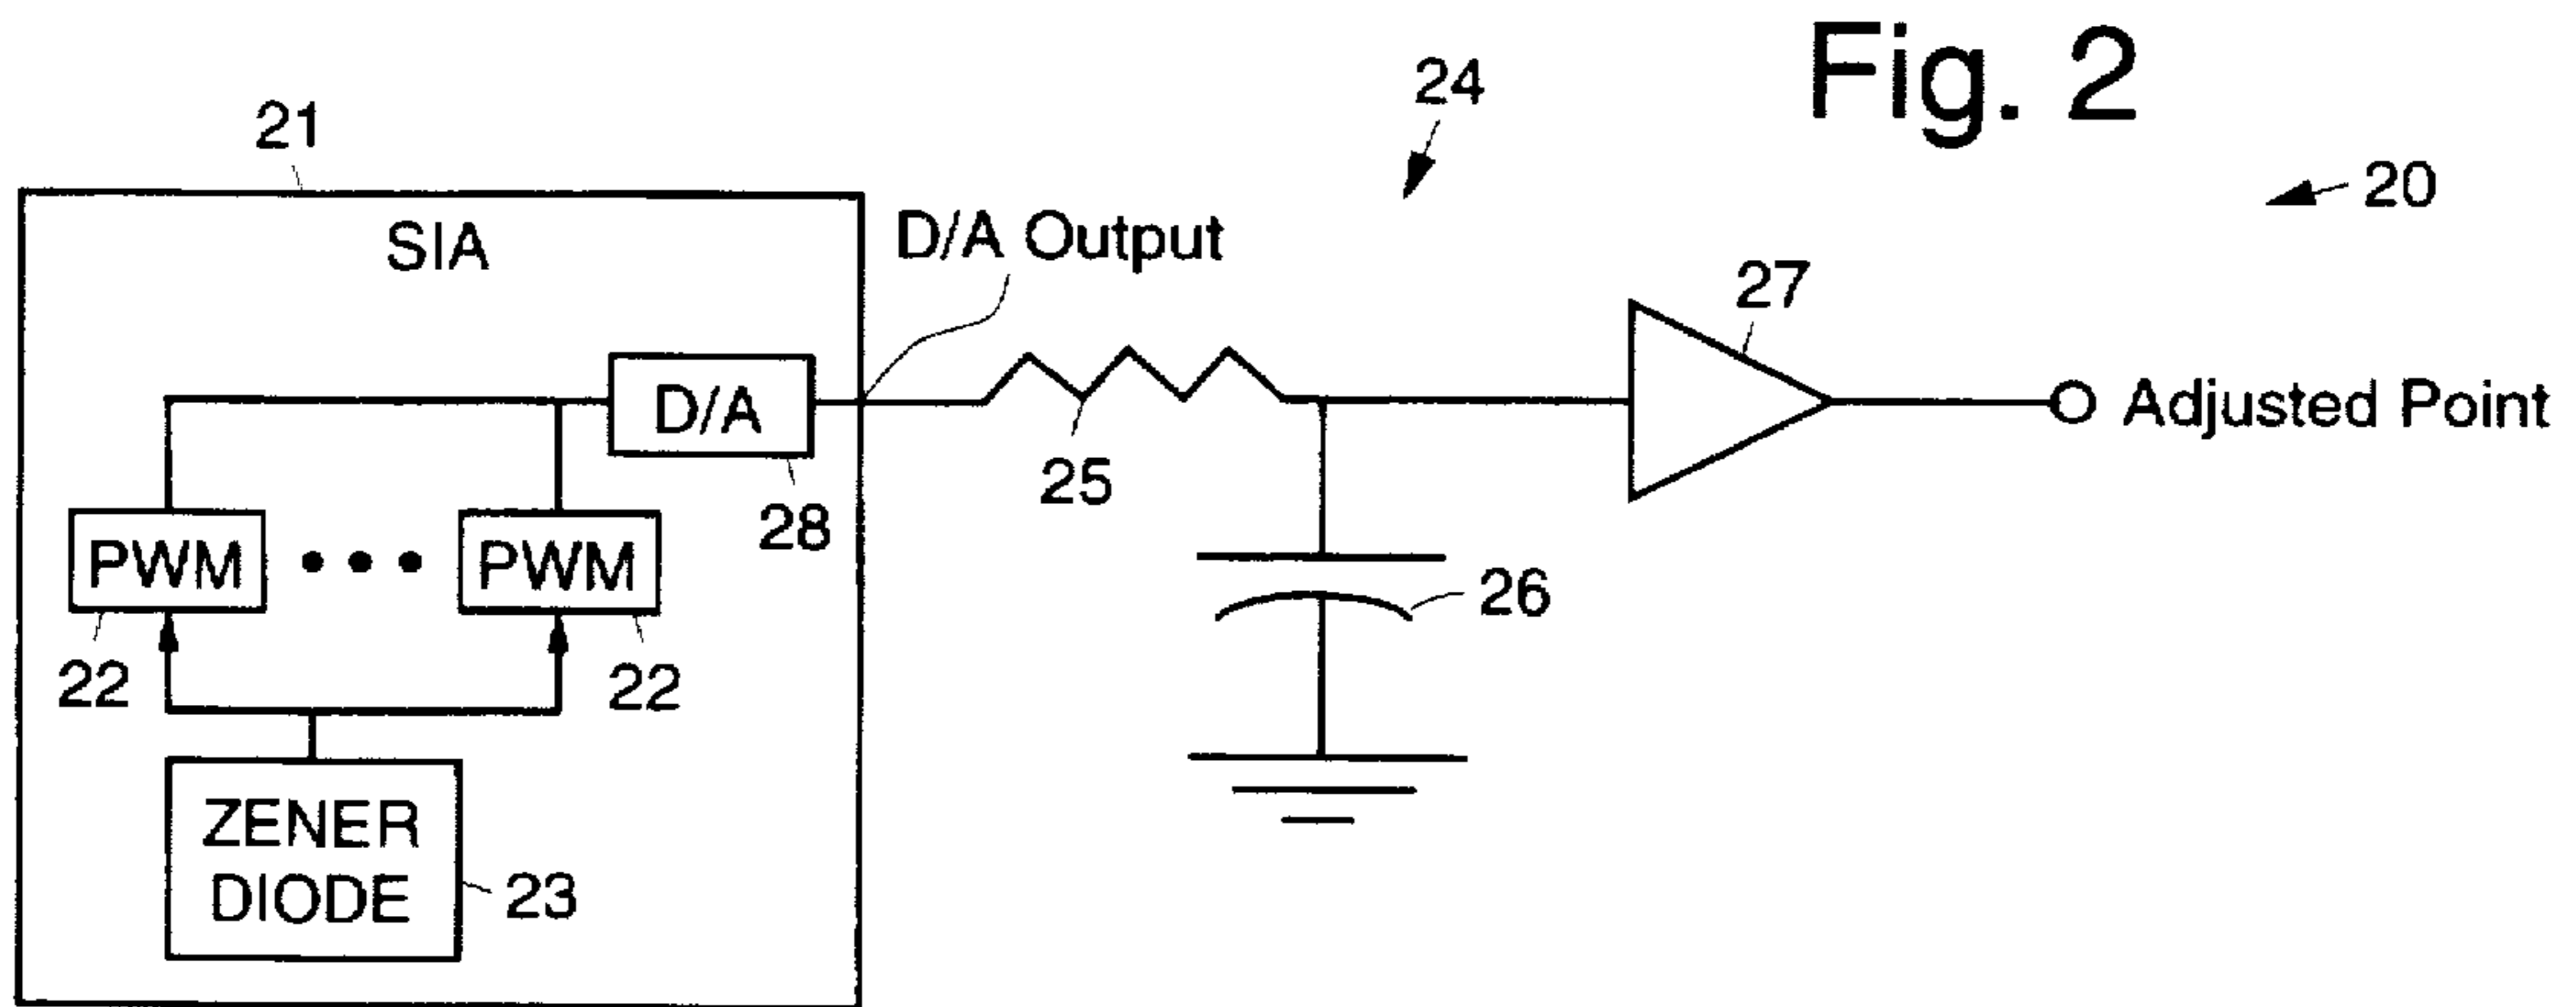 Fig. 2
24
20
21
SIA
D/A Output
27
D/A
Adjusted Point
25
28
PWM
PWM
26
22
22
ZENER
DIODE
23